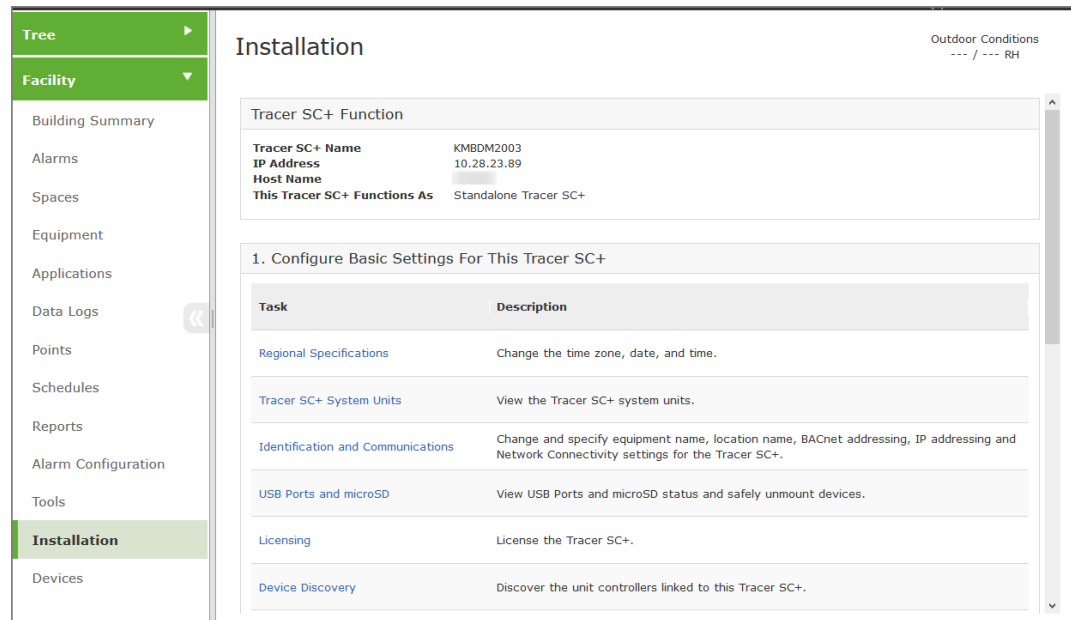 Tree
Facility
Building Summary
Alarms
Spaces
Equipment
Applications
Data Logs
Points
Schedules
Reports
Alarm Configuration
Tools
Installation
Devices
Installation
Outdoor Conditions
--- / --- RH
Tracer SC+ Function
Tracer SC+ Name KMBDM2003
IP Address 10.28.23.89
Host Name
This Tracer SC+ Functions As Standalone Tracer SC+
1. Configure Basic Settings For This Tracer SC+
Task Description
Regional Specifications Change the time zone, date, and time.
Tracer SC+ System Units View the Tracer SC+ system units.
Identification and Communications Change and specify equipment name, location name, BACnet addressing, IP addressing and
Network Connectivity settings for the Tracer SC+.
USB Ports and microSD View USB Ports and microSD status and safely unmount devices.
Licensing License the Tracer SC+.
Device Discovery Discover the unit controllers linked to this Tracer SC+.